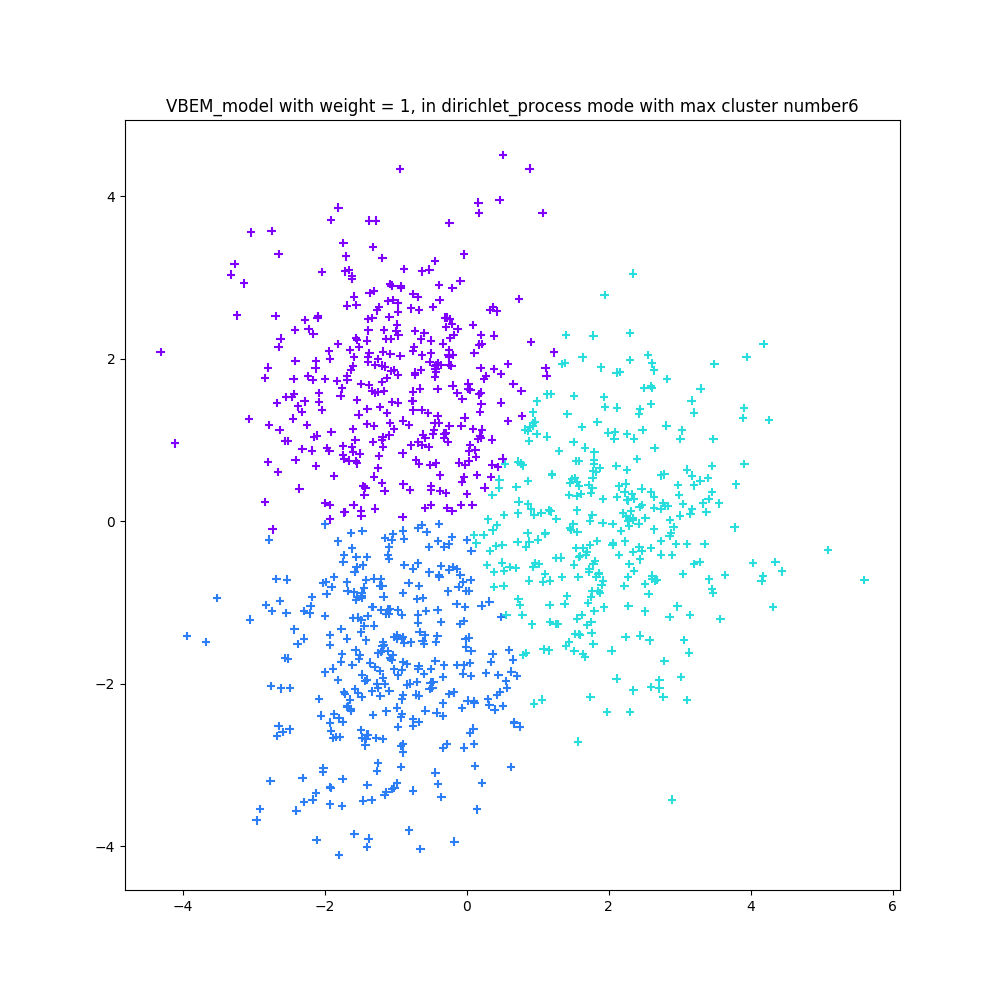 VBEM_model with weight = 1, in dirichlet_process mode with max cluster number6
4
2
0
−2
−4
−4 −2 0 2 4 6